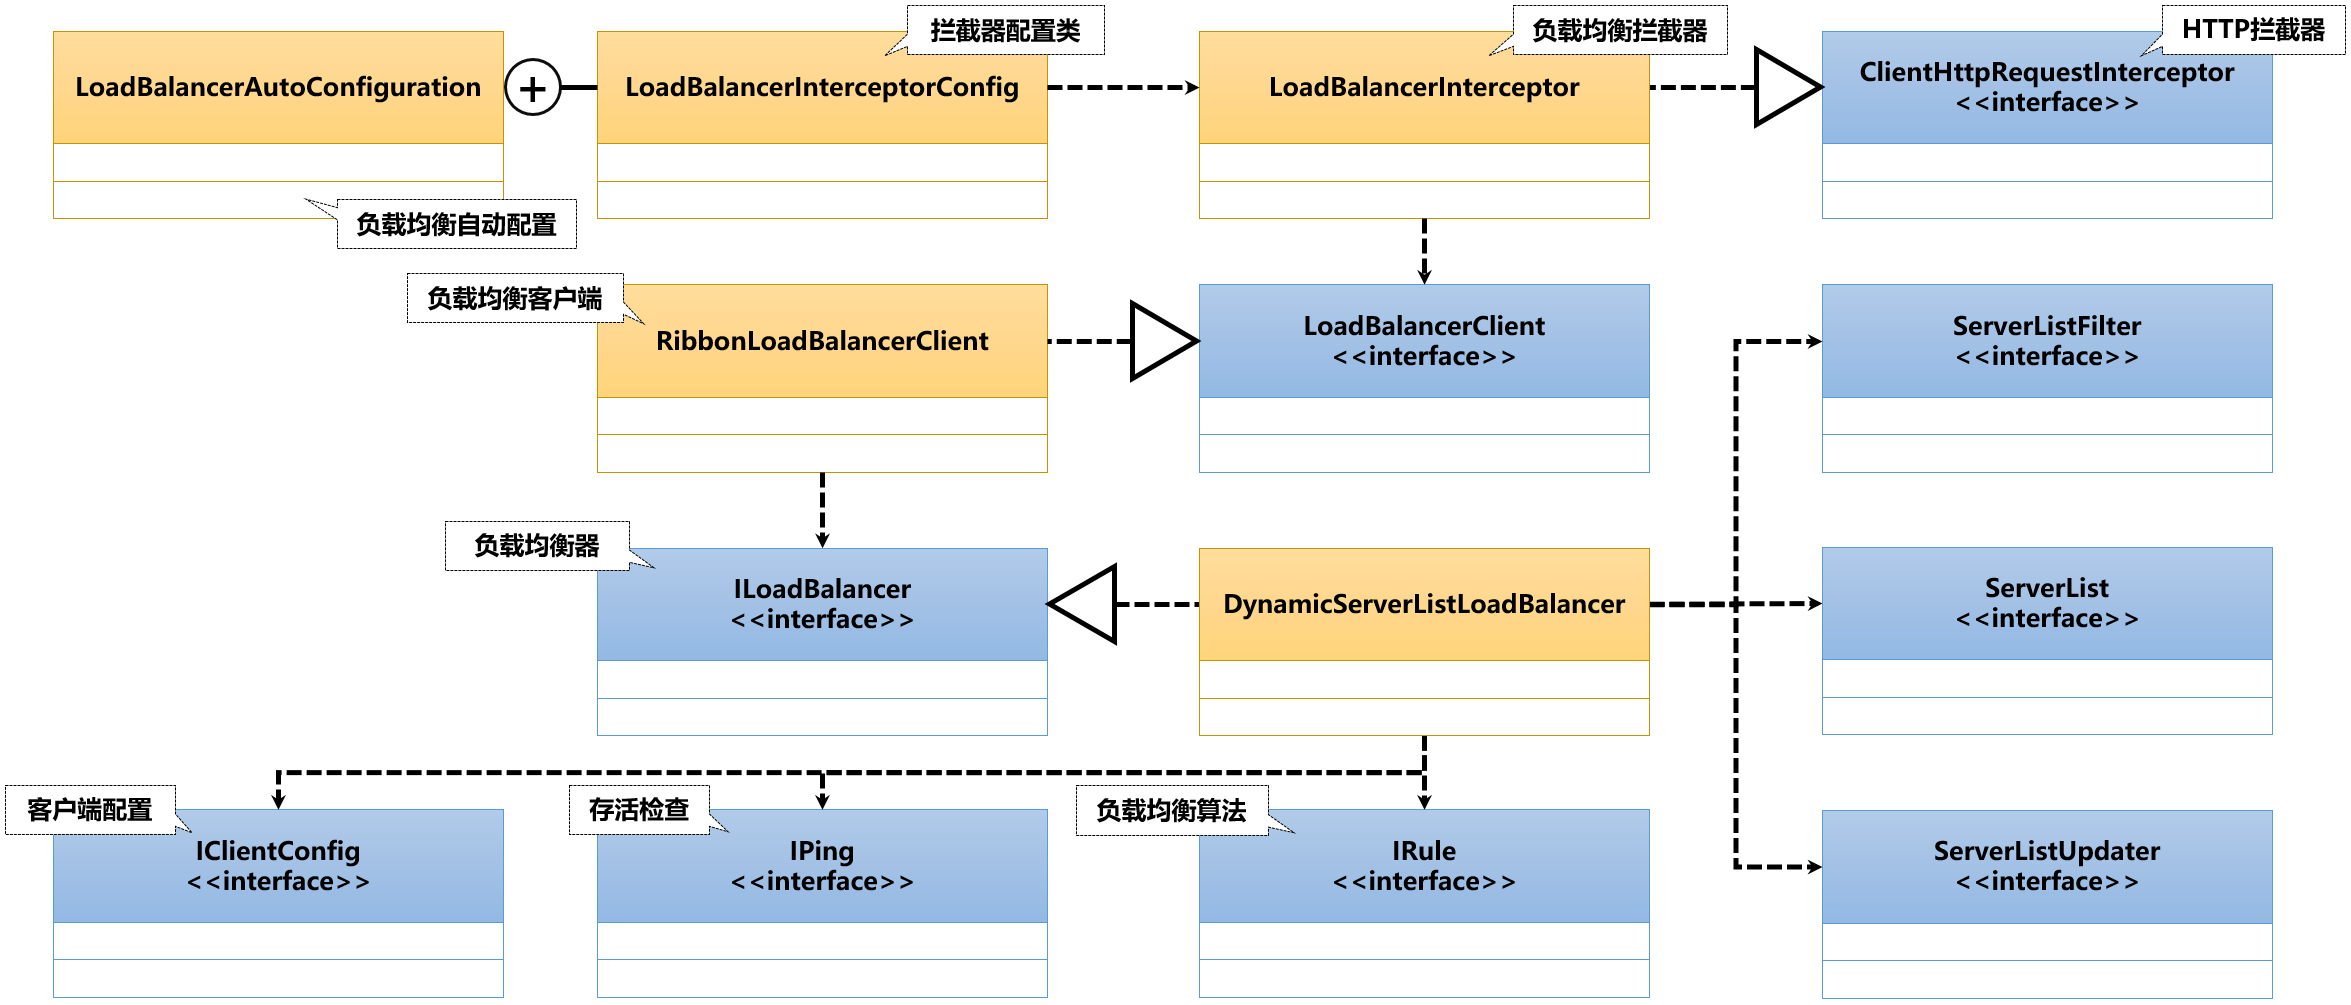 拦截器配置类
负载均衡拦截器
HTTP拦截器
LoadBalancerAutoConfiguration
+
LoadBalancerInterceptorConfig
LoadBalancerInterceptor
ClientHttpRequestInterceptor
<<interface>>
负载均衡自动配置
负载均衡客户端
RibbonLoadBalancerClient
LoadBalancerClient
<<interface>>
ServerListFilter
<<interface>>
负载均衡器
ILoadBalancer
<<interface>>
DynamicServerListLoadBalancer
ServerList
<<interface>>
客户端配置
存活检查
负载均衡算法
IClientConfig
<<interface>>
IPing
<<interface>>
IRule
<<interface>>
ServerListUpdater
<<interface>>